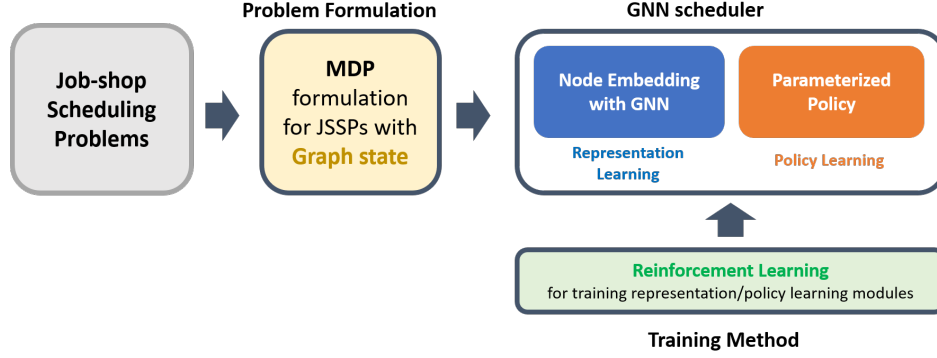 Problem Formulation
GNN scheduler
Job-shop
Scheduling
Problems
MDP
formulation
for JSSPs with
Graph state
Node Embedding
with GNN
Parameterized
Policy
Representation
Learning
Policy Learning
Reinforcement Learning
for training representation/policy learning modules
Training Method